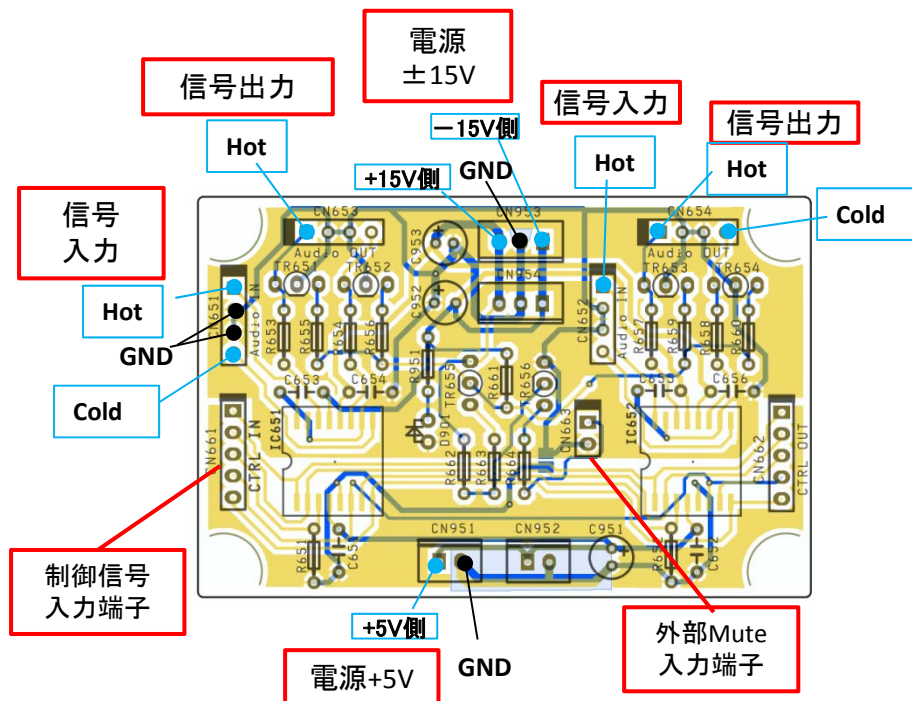 電源
±15V
信号出力
信号入力
信号出力
Hot
－15V側
Hot
Hot
+15V側
GND
Cold
信号
入力
CN653
CN953
CN654
C953
Audio OUT
Audio OUT
TR651
TR652
CN954
TR653
TR654
Hot
CN651
Audio IN
C952
CN652
Audio IN
GND
R653
R655
R654
R656
R657
R659
R658
R660
R951
R661
TR655
TR656
Cold
C653
C654
C655
C656
CN661
CTRL IN
IC651
D901
CN663
IC652
CN662
CTRL OUT
R662
R663
R664
CN951
CN952
C951
R651
C652
制御信号
入力端子
+5V側
GND
外部Mute
入力端子
電源+5V